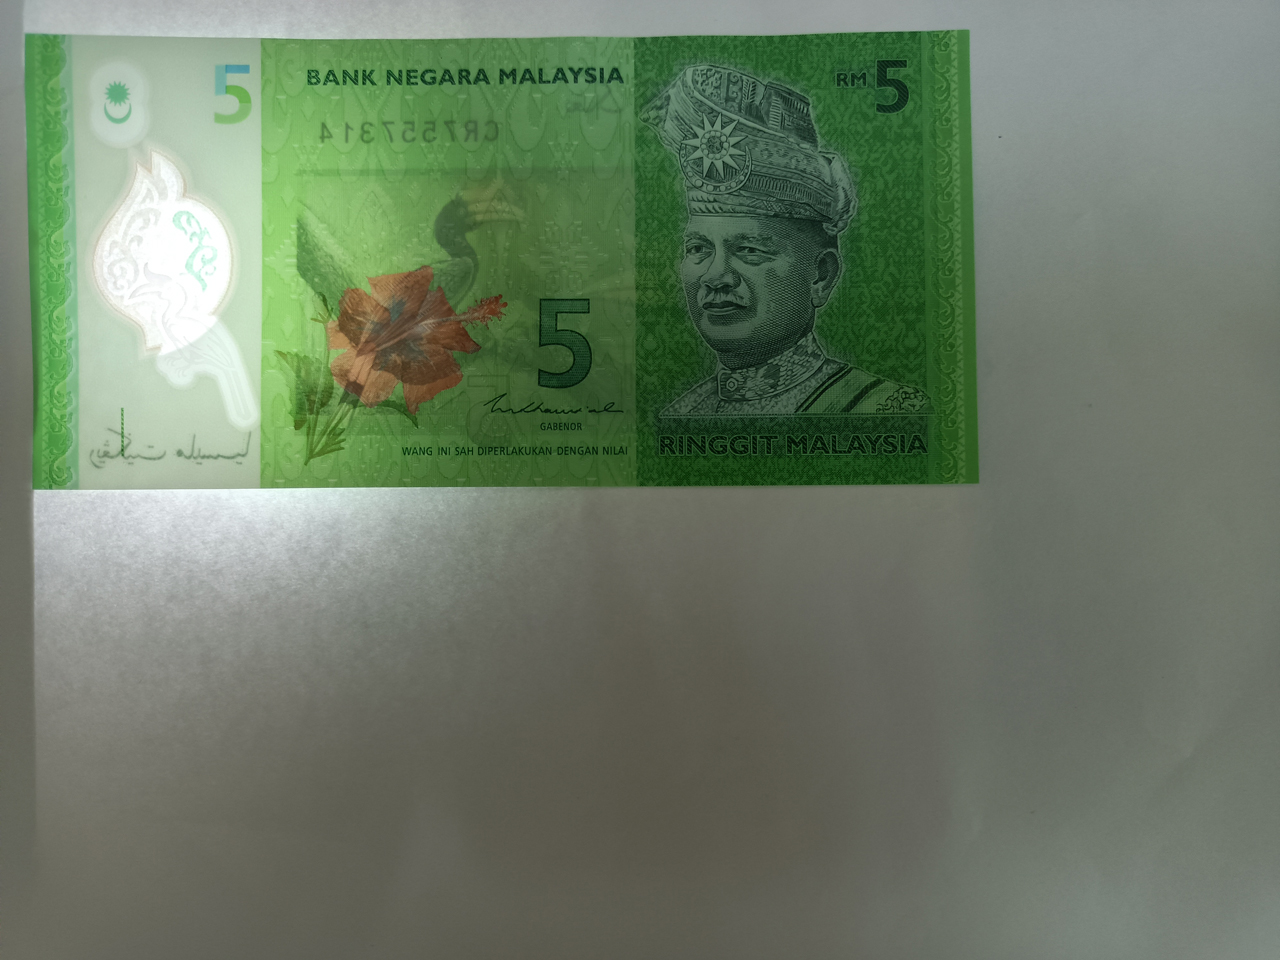 5
BANK NEGARA MALAYSIA
RM 5
CR7557314
5
GABENOR
WANG INI SAH DIPERLAKUKAN DENGAN NILAI
RINGGIT MALAYSIA